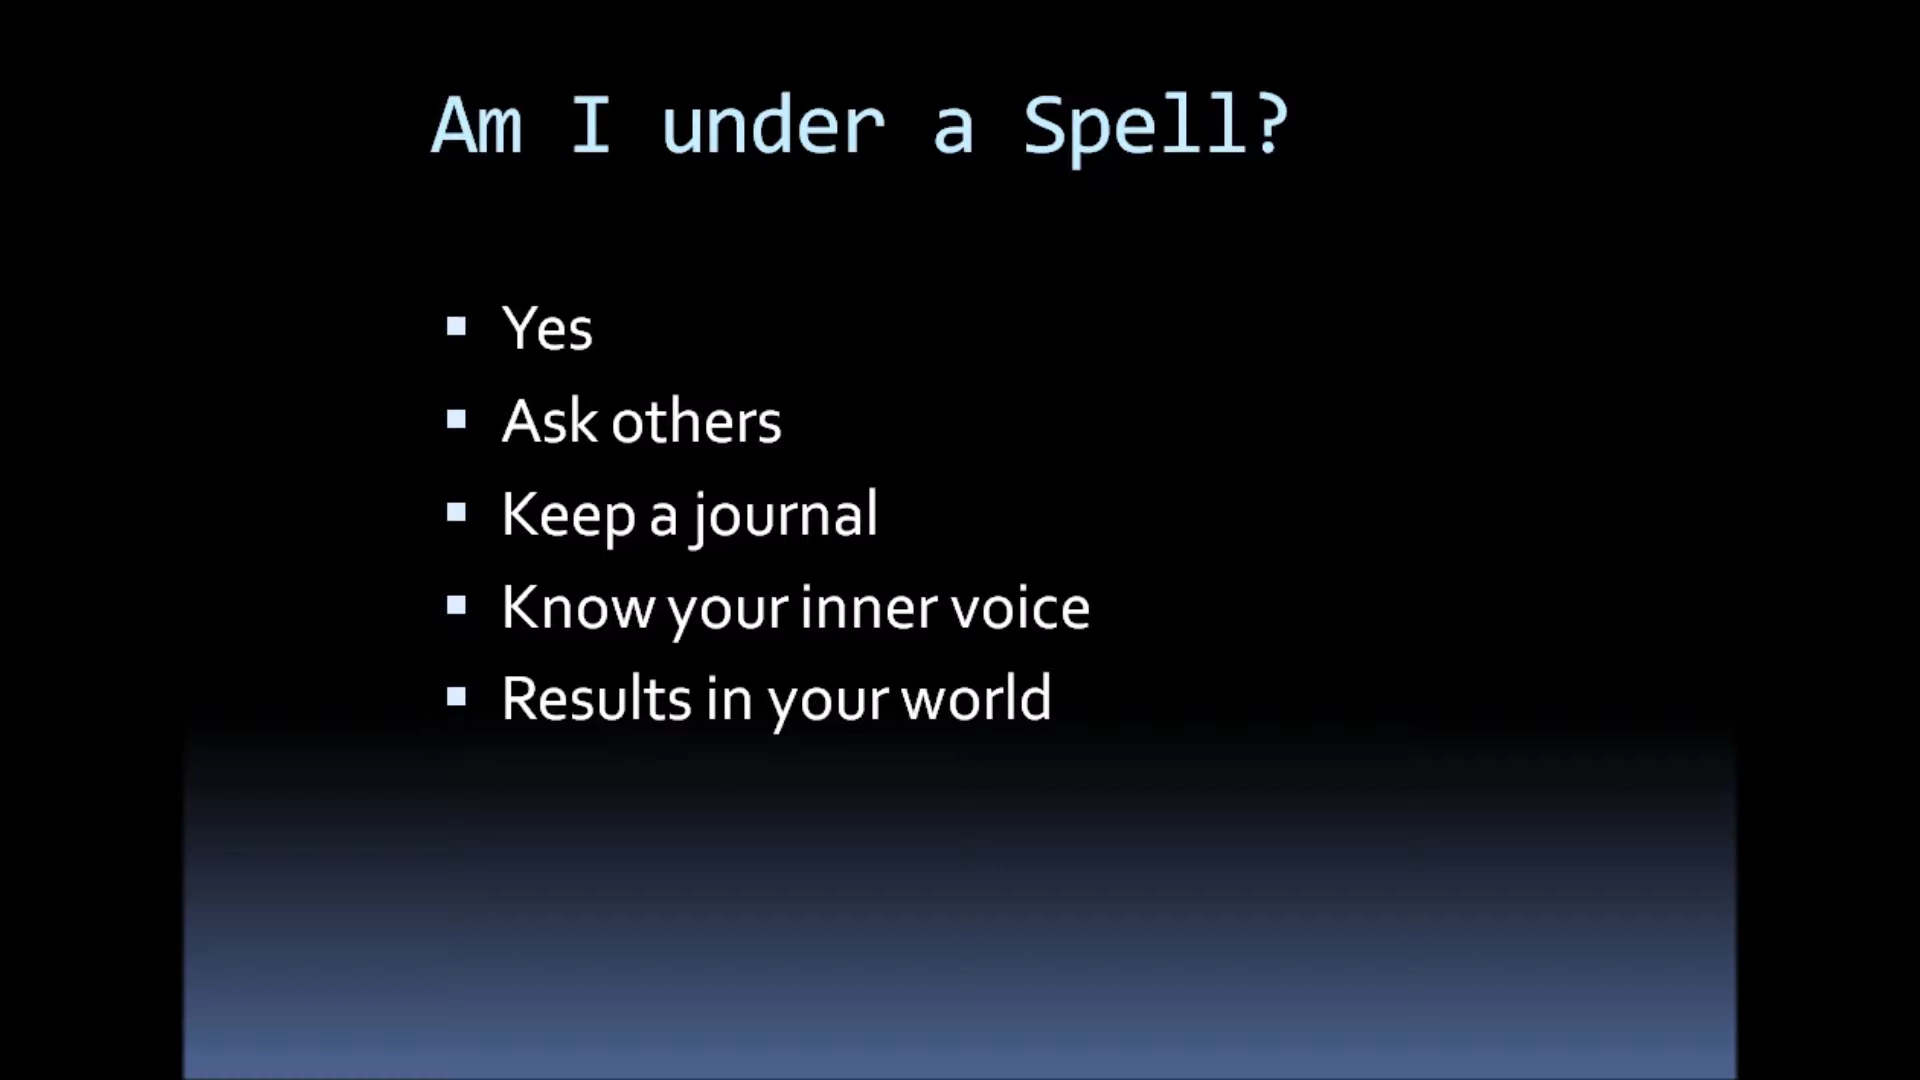 Am I under a Spell?
Yes
Ask others
Keep a journal
Know your inner voice
Results in your world